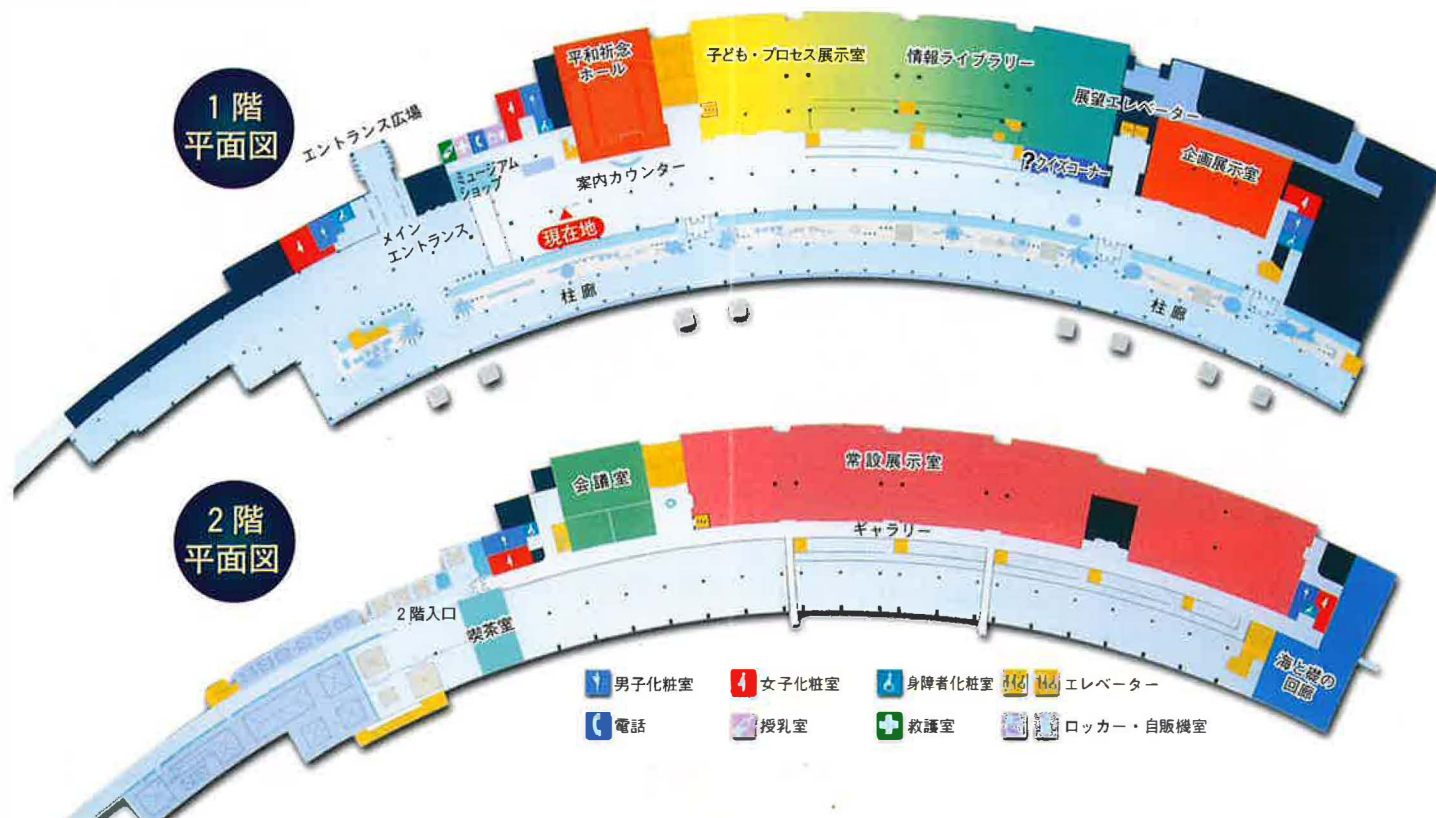 1階
平面図
エントランス広場
メイン
エントランス
ミュージアム
ショップ
平和祈念
ホール
案内カウンター
現在地
子ども・プロセス展示室
情報ライブラリー
展望エレベーター
?クイズコーナー
企画展示室
柱廊
柱廊
2階
平面図
2階入口
喫茶室
会議室
常設展示室
ギャラリー
海と礎の
回廊
男子化粧室
女子化粧室
身障者化粧室
エレベーター
電話
授乳室
救護室
ロッカー・自販機室